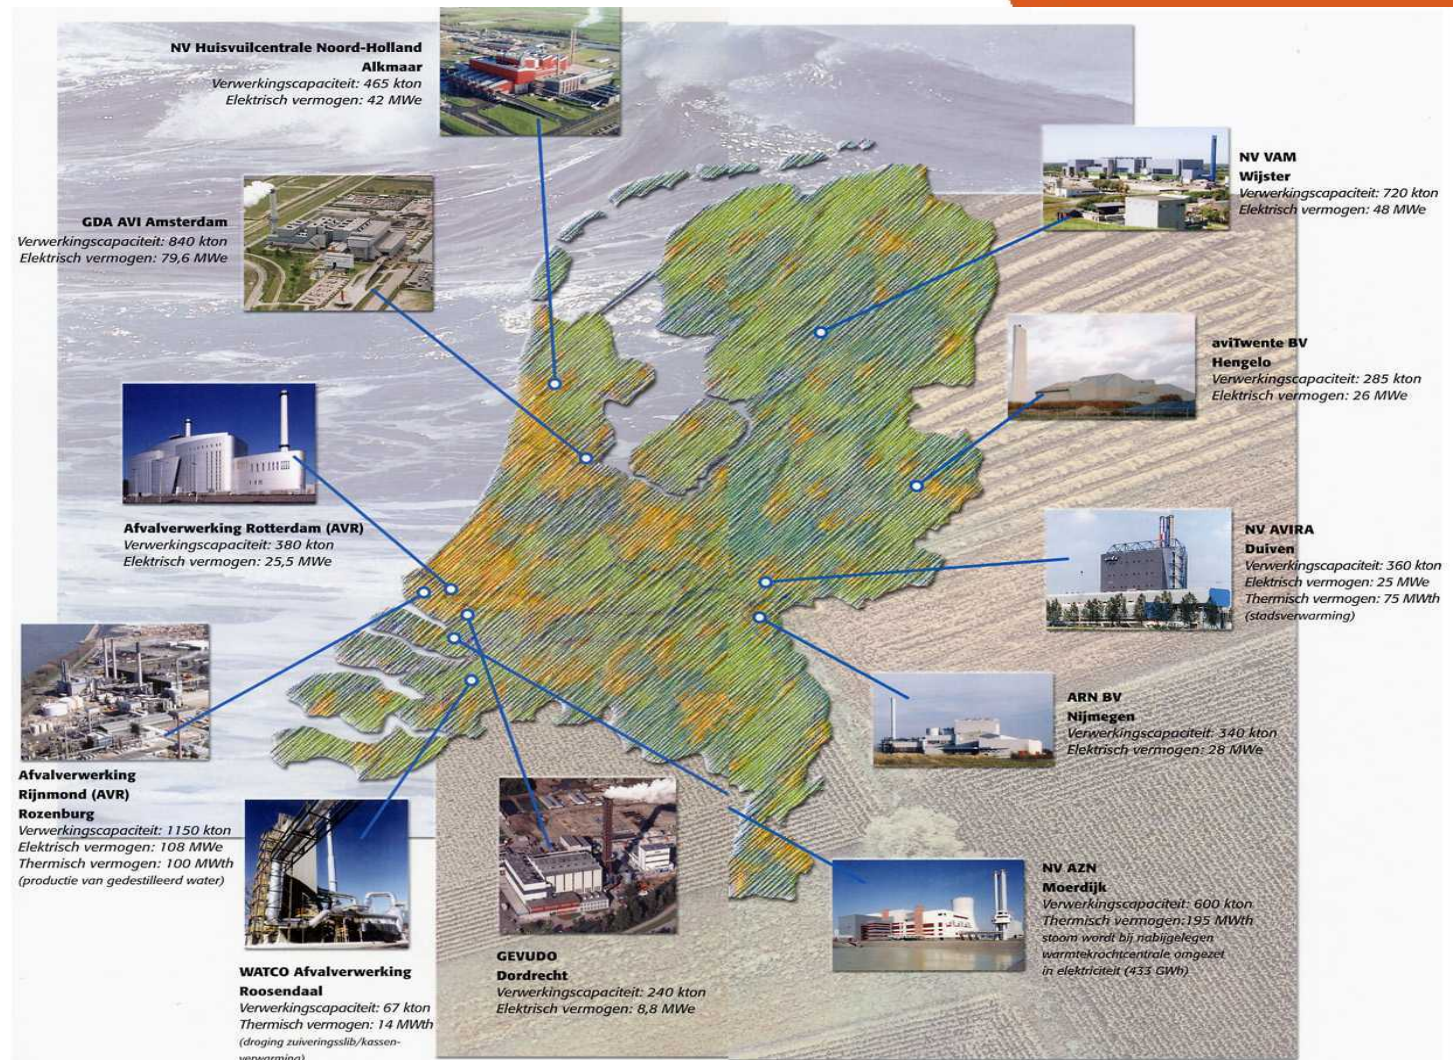 NV Huisvuilcentrale Noord-Holland
Alkmaar
Verwerkingscapaciteit: 465 kton
Elektrisch vermogen: 42 MWe
NV VAM
Wijster
Verwerkingscapaciteit: 720 kton
Elektrisch vermogen: 48 MWe
GDA AVI Amsterdam
Verwerkingscapaciteit: 840 kton
Elektrisch vermogen: 79,6 MWe
aviTwente BV
Hengelo
Verwerkingscapaciteit: 285 kton
Elektrisch vermogen: 26 MWe
Afvalverwerking Rotterdam (AVR)
Verwerkingscapaciteit: 380 kton
Elektrisch vermogen: 25,5 MWe
NV AVIRA
Duiven
Verwerkingscapaciteit: 360 kton
Elektrisch vermogen: 25 MWe
Thermisch vermogen: 75 MWth
(stadsverwarming)
ARN BV
Nijmegen
Verwerkingscapaciteit: 340 kton
Elektrisch vermogen: 28 MWe
Afvalverwerking
Rijnmond (AVR)
Rozenburg
Verwerkingscapaciteit: 1150 kton
Elektrisch vermogen: 108 MWe
Thermisch vermogen: 100 MWth
(productie van gedestilleerd water)
WATCO Afvalverwerking
Roosendaal
Verwerkingscapaciteit: 67 kton
Thermisch vermogen: 14 MWth
(droging zuiveringsslib/kassen-
verwarming)
GEVUDO
Dordrecht
Verwerkingscapaciteit: 240 kton
Elektrisch vermogen: 8,8 MWe
NV AZN
Moerdijk
Verwerkingscapaciteit: 600 kton
Thermisch vermogen:195 MWth
stoom wordt bij nabijgelegen
warmtekrochtcentrale omgezet
in elektriciteit (433 GWh)